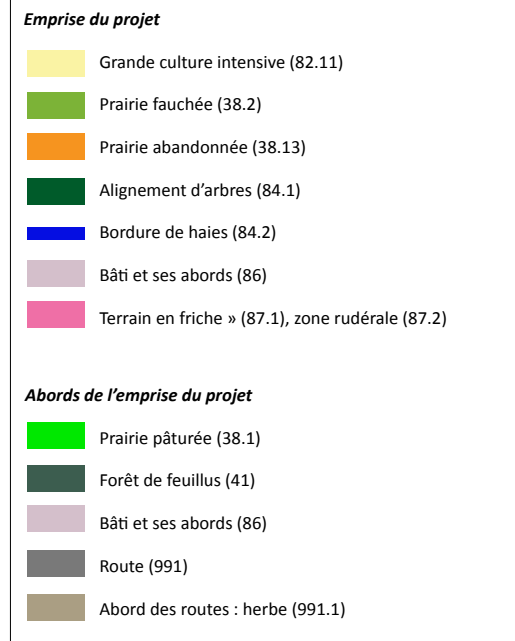 Emprise du projet
Grande culture intensive (82.11)
Prairie fauchée (38.2)
Prairie abandonnée (38.13)
Alignement d’arbres (84.1)
Bordure de haies (84.2)
Bâti et ses abords (86)
Terrain en friche » (87.1), zone rudérale (87.2)
Abords de l’emprise du projet
Prairie pâturée (38.1)
Forêt de feuillus (41)
Bâti et ses abords (86)
Route (991)
Abord des routes : herbe (991.1)